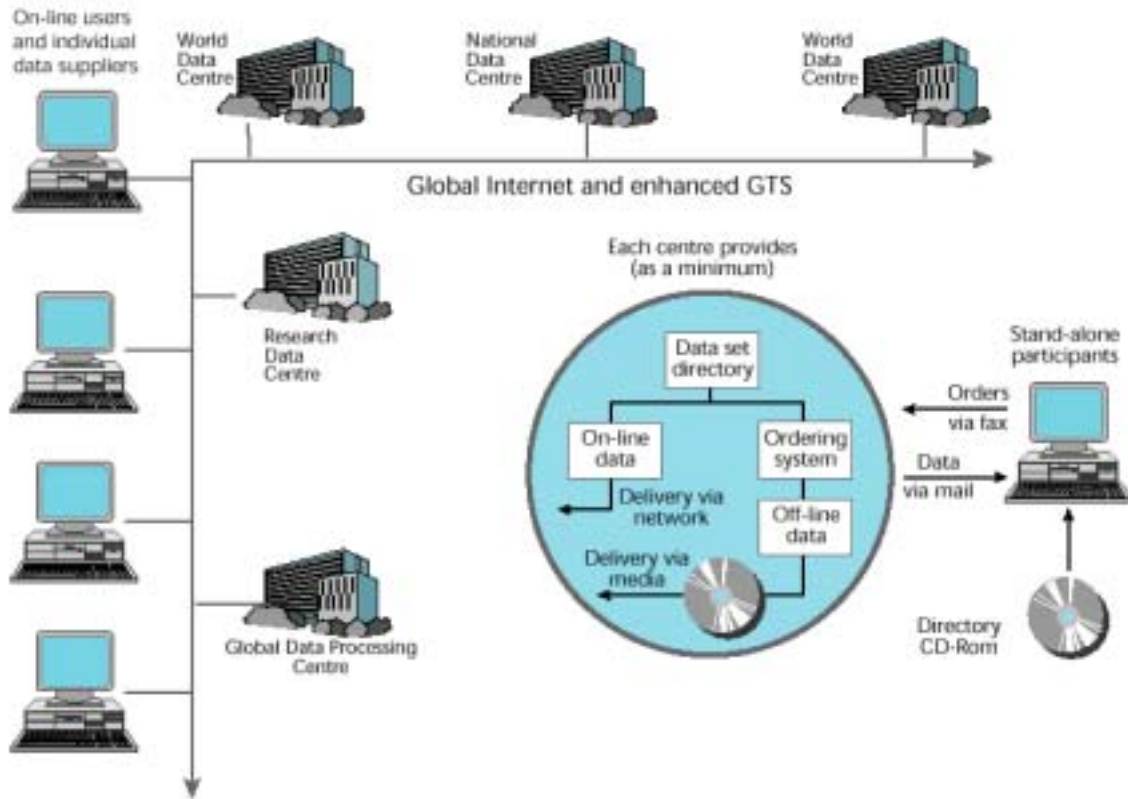 On-line users
and individual
data suppliers
World
Data
Centre
National
Data
Centre
World
Data
Centre
Global Internet and enhanced GTS
Research
Data
Centre
Global Data Processing
Centre
Each centre provides
(as a minimum)
Data set
directory
On-line
data
Ordering
system
Delivery via
network
Off-line
data
Delivery via
media
Stand-alone
participants
Orders
via fax
Data
via mail
Directory
CD-Rom